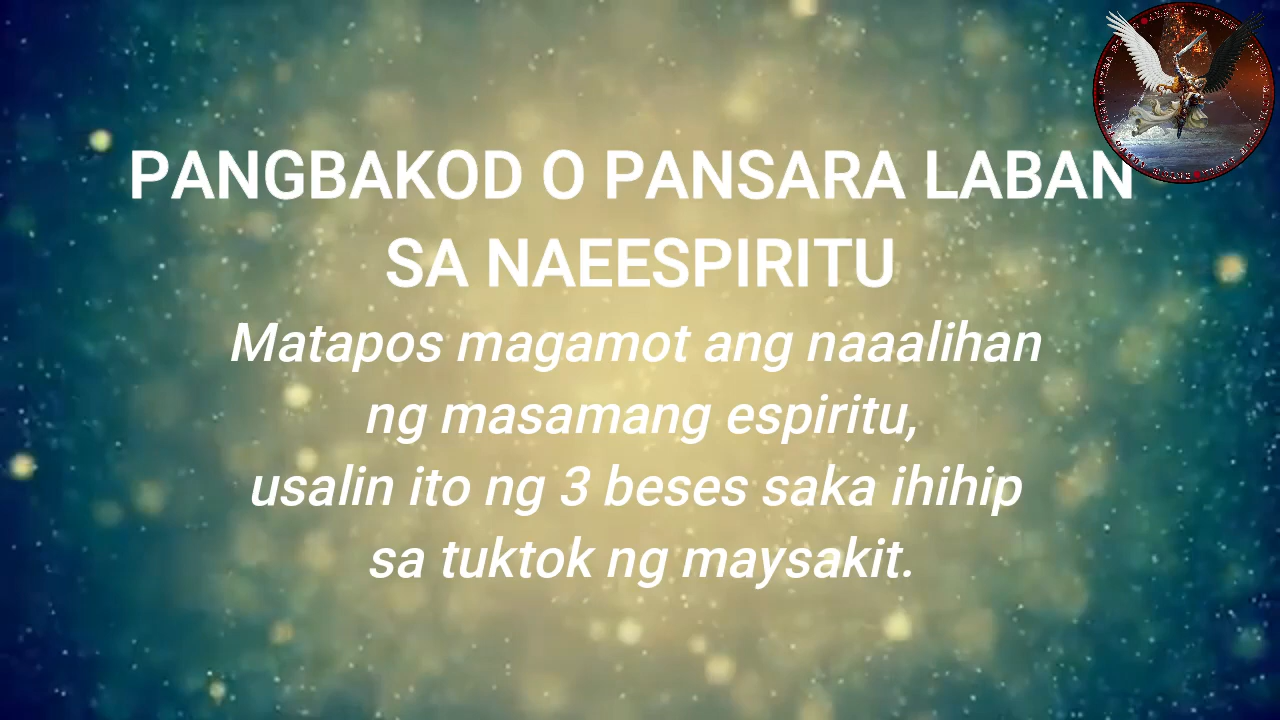 PANGBAKOD O PANSARA LABAN
SA NAEESPIRITU
Matapos magamot ang naaalihan
ng masamang espiritu,
usalin ito ng 3 beses saka ihihip
sa tuktok ng maysakit.